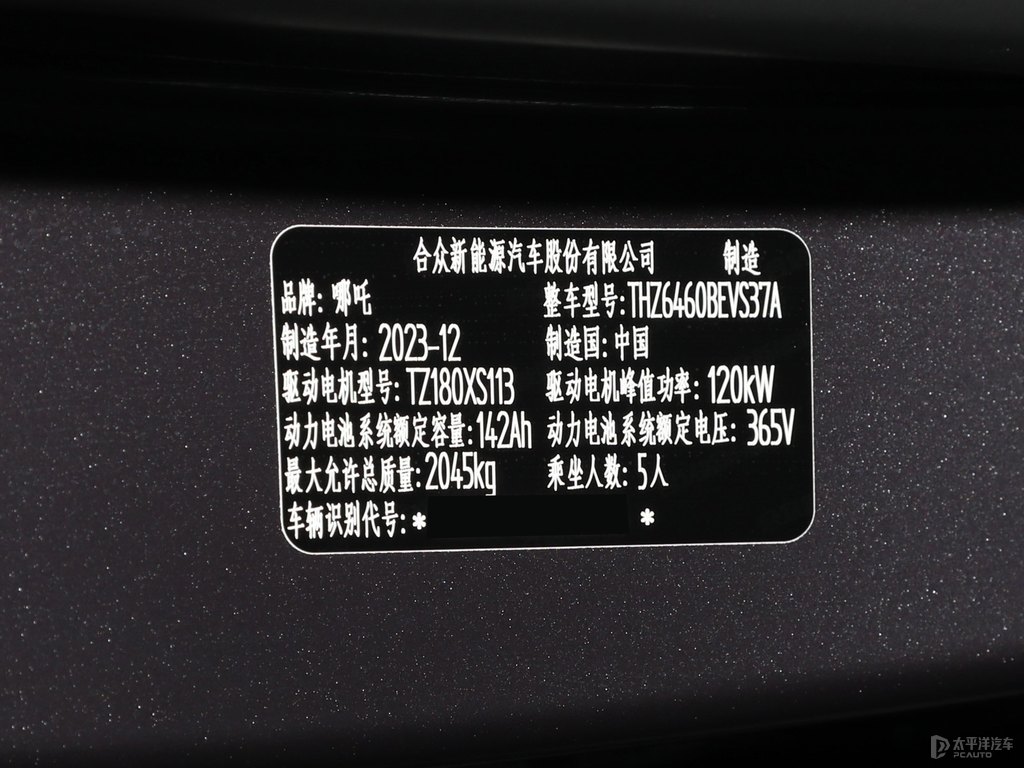 合众新能源汽车股份有限公司 制造
品牌: 哪吒 整车型号: THZ6460BEVS37A
制造年月: 2023-12 制造国: 中国
驱动电机型号: TZ180XS113 驱动电机峰值功率: 120kW
动力电池系统额定容量: 142Ah 动力电池系统额定电压: 365V
最大允许总质量: 2045kg 乘坐人数: 5人
车辆识别代号: * *
太平洋汽车
PCAUTO